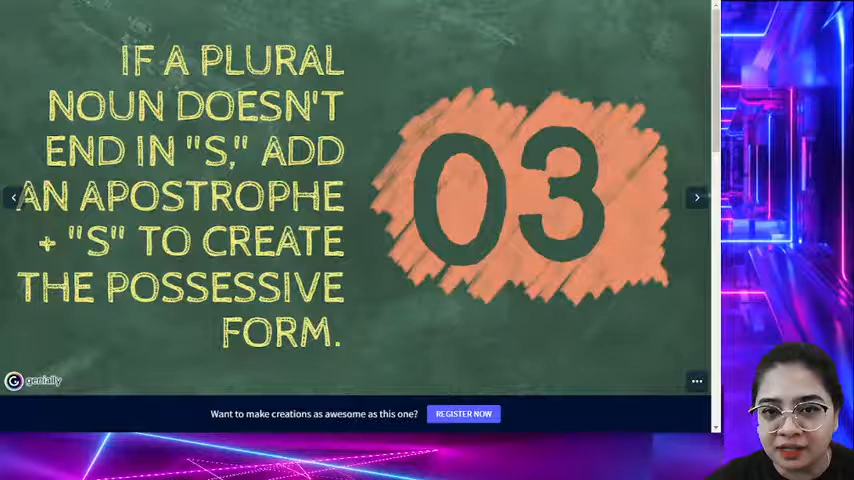 IF A PLURAL
NOUN DOESN'T
END IN "S," ADD
AN APOSTROPHE
+ "S" TO CREATE
THE POSSESSIVE
FORM.
03
genially
Want to make creations as awesome as this one?
REGISTER NOW